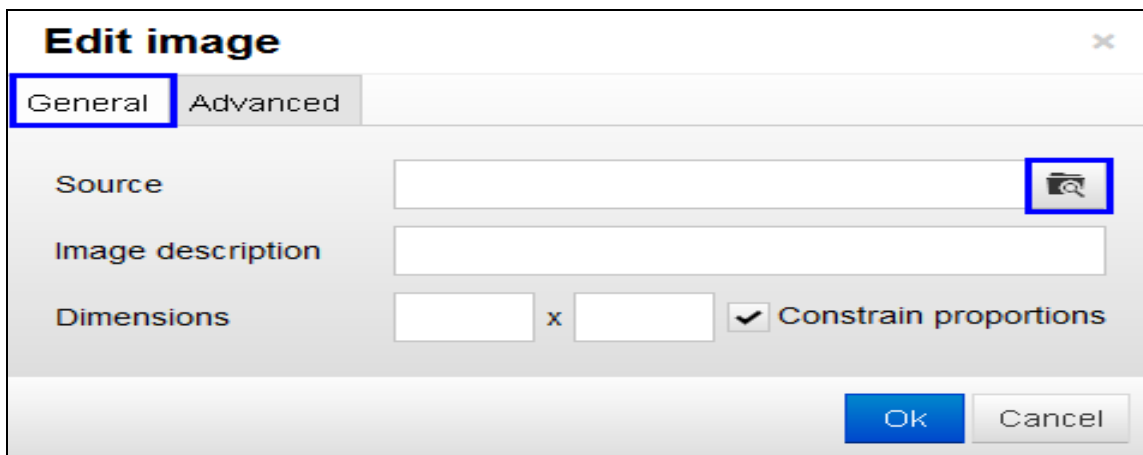 Edit image
General Advanced
Source
Image description
Dimensions x Constrain proportions
Ok Cancel